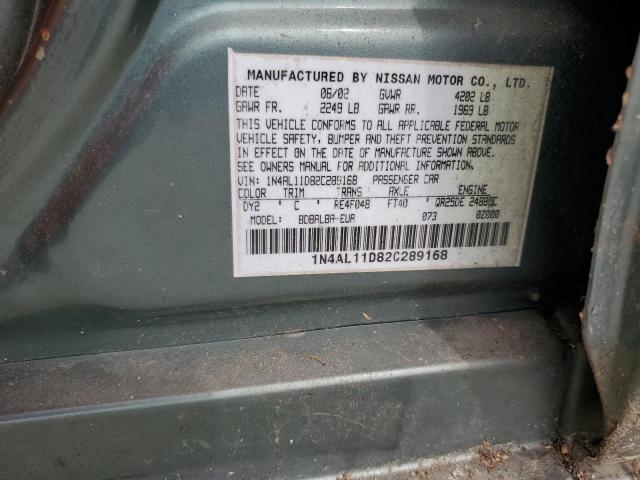 MANUFACTURED BY NISSAN MOTOR CO., LTD.
DATE 06/02 GVWR 4202 LB
GAWR FR. 2249 LB GAWR RR. 1969 LB
THIS VEHICLE CONFORMS TO ALL APPLICABLE FEDERAL MOTOR
VEHICLE SAFETY, BUMPER AND THEFT PREVENTION STANDARDS
IN EFFECT ON THE DATE OF MANUFACTURE SHOWN ABOVE.
SEE OWNERS MANUAL FOR ADDITIONAL INFORMATION.
VIN: 1N4AL11D82C289168 PASSENGER CAR
COLOR TRIM TRANS AXLE ENGINE
DY2 ' C ' RE4F04B FT40 ' QR25DE 2488CC
MODEL: BDBALBA-EUR 073 0Z000
1N4AL11D82C289168